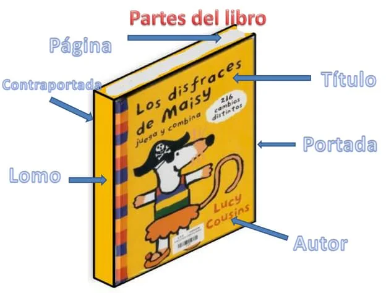 Partes del libro
Página
Contraportada
Título
Los disfraces
de Maisy
juega y combina
216
cambios
distintos
Portada
Lomo
Lucy
Cousins
Autor